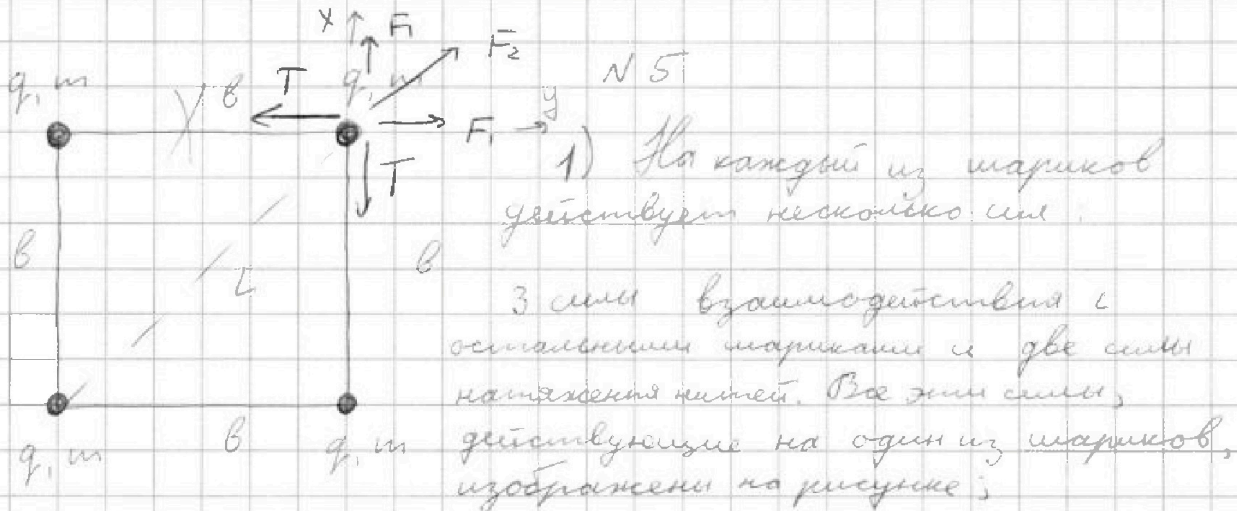 x F₁ F₂
N 5
q, m в T q, m
F₁ y
T
1) На каждый из шариков
действует несколько сил.
в L в
3 силы взаимодействия с
остальными шариками и две силы
натяжения нитей. Все эти силы,
q, m в q, m действующие на один из шариков,
изображены на рисунке;